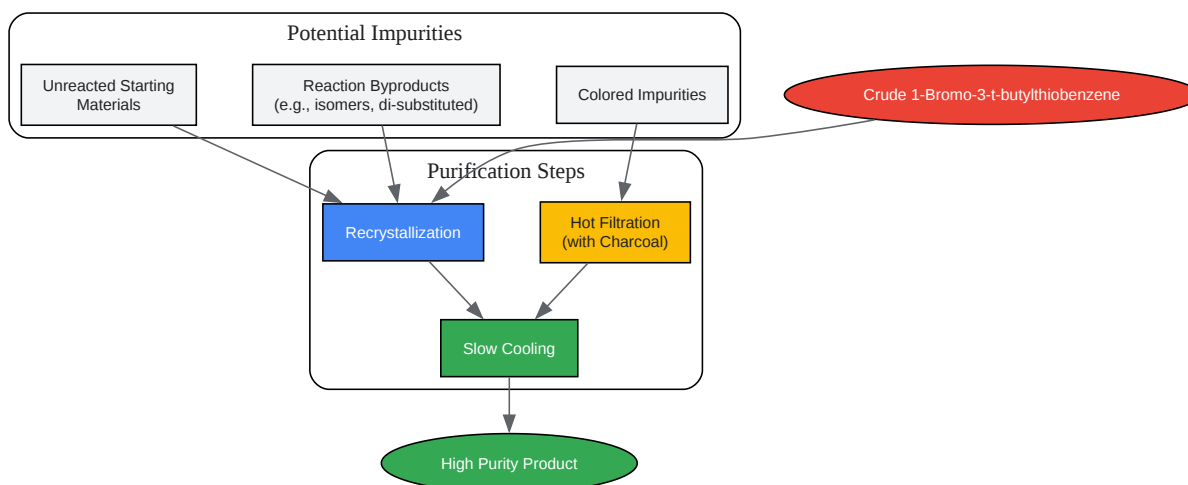 Potential Impurities
Unreacted Starting
Materials
Reaction Byproducts
(e.g., isomers, di-substituted)
Colored Impurities
Crude 1-Bromo-3-t-butylthiobenzene
Purification Steps
Recrystallization
Hot Filtration
(with Charcoal)
Slow Cooling
High Purity Product